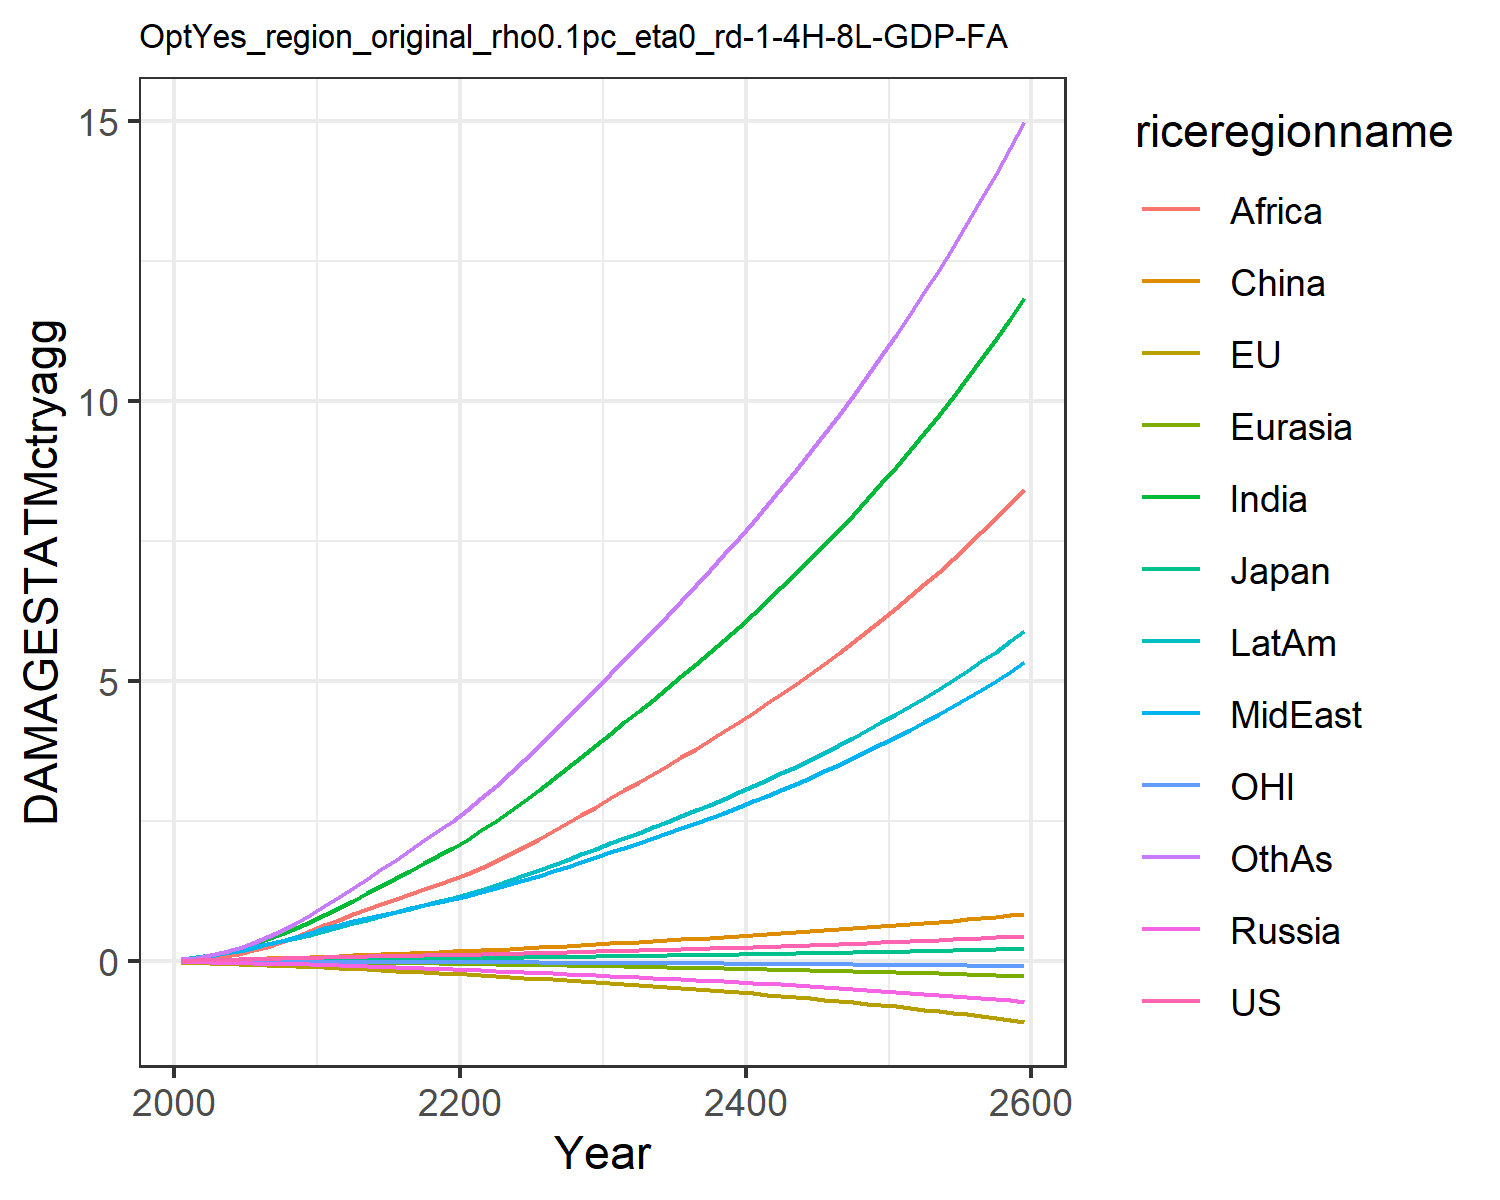 OptYes_region_original_rho0.1pc_eta0_rd-1-4H-8L-GDP-FA
DAMAGESTATMctryagg
15
10
5
0
2000 2200 2400 2600
Year
riceregionname
Africa
China
EU
Eurasia
India
Japan
LatAm
MidEast
OHI
OthAs
Russia
US